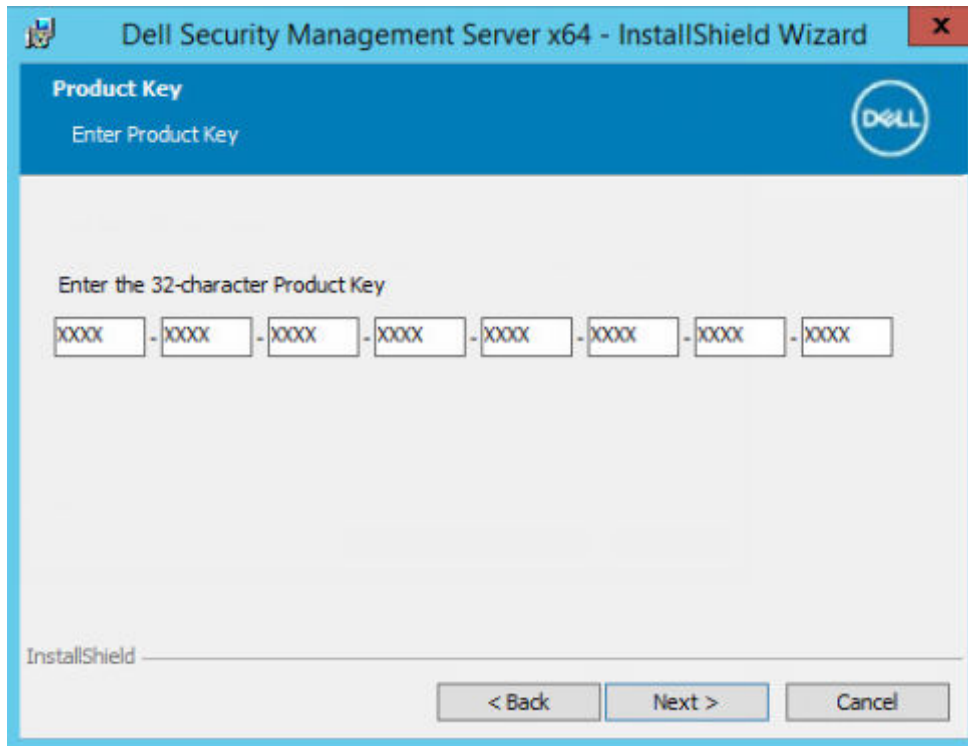 Dell Security Management Server x64 - InstallShield Wizard
x
Product Key
Enter Product Key
DELL
Enter the 32-character Product Key
XXXX - XXXX - XXXX - XXXX - XXXX - XXXX - XXXX - XXXX
InstallShield
< Back Next > Cancel